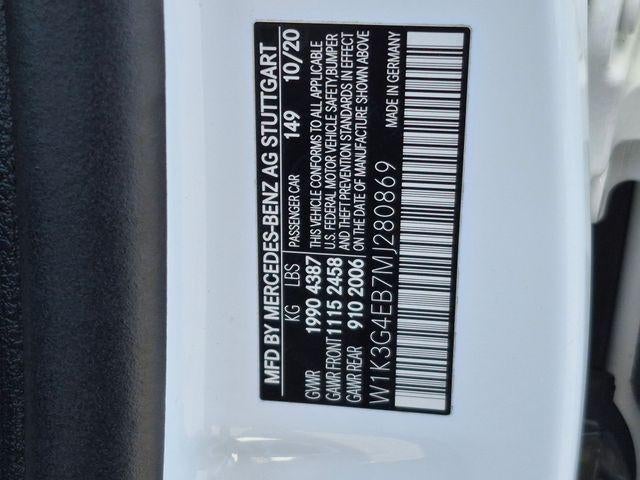 MFD BY MERCEDES-BENZ AG STUTTGART
KG LBS PASSENGER CAR 149 10/20
GVWR 1990 4387 THIS VEHICLE CONFORMS TO ALL APPLICABLE
GAWR FRONT 1115 2458 U.S. FEDERAL MOTOR VEHICLE SAFETY,BUMPER
AND THEFT PREVENTION STANDARDS IN EFFECT
GAWR REAR 910 2006 ON THE DATE OF MANUFACTURE SHOWN ABOVE
W1K3G4EB7MJ280869 MADE IN GERMANY